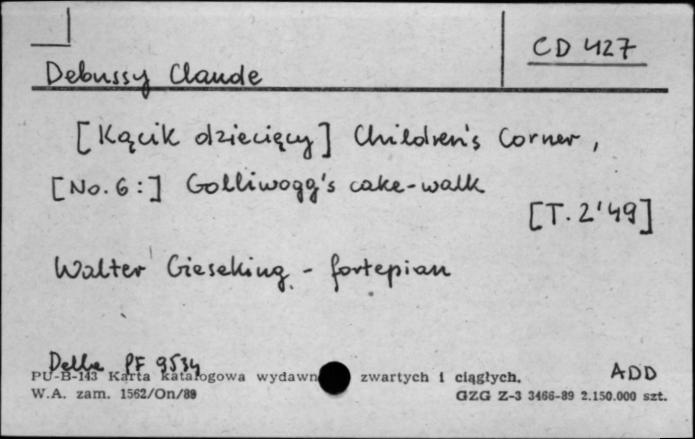 CD 427
Debussy Claude
[Kącik dziecięcy] Children's Corner,
[No. 6:] Golliwogg's cake-walk
[T. 2'49]
Walter Gieseking - fortepian
Delta PF 9534
ADD
PU-B-143 Karta katalogowa wydawn zwartych i ciągłych.
W.A. zam. 1562/On/89
GZG Z-3 3466-89 2.150.000 szt.